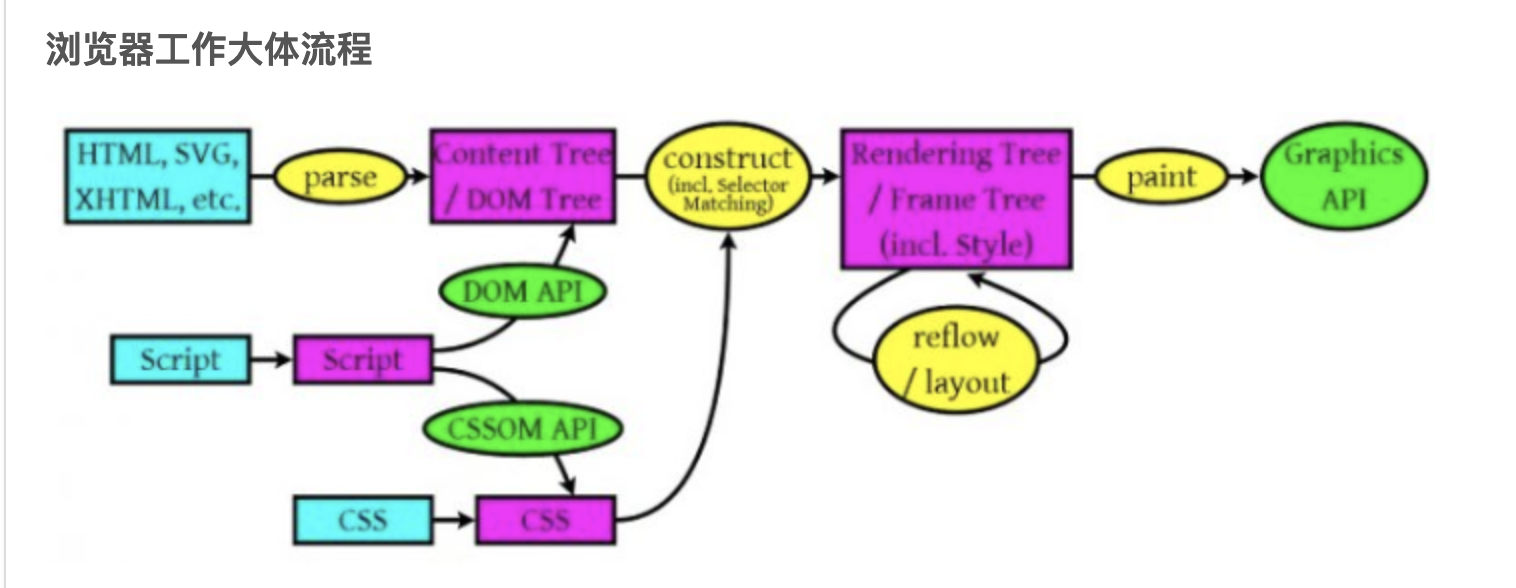 浏览器工作大体流程
HTML, SVG,
XHTML, etc.
parse
Content Tree
/ DOM Tree
construct
(incl. Selector
Matching)
Rendering Tree
/ Frame Tree
(incl. Style)
paint
Graphics
API
DOM API
Script
Script
reflow
/ layout
CSSOM API
CSS
CSS